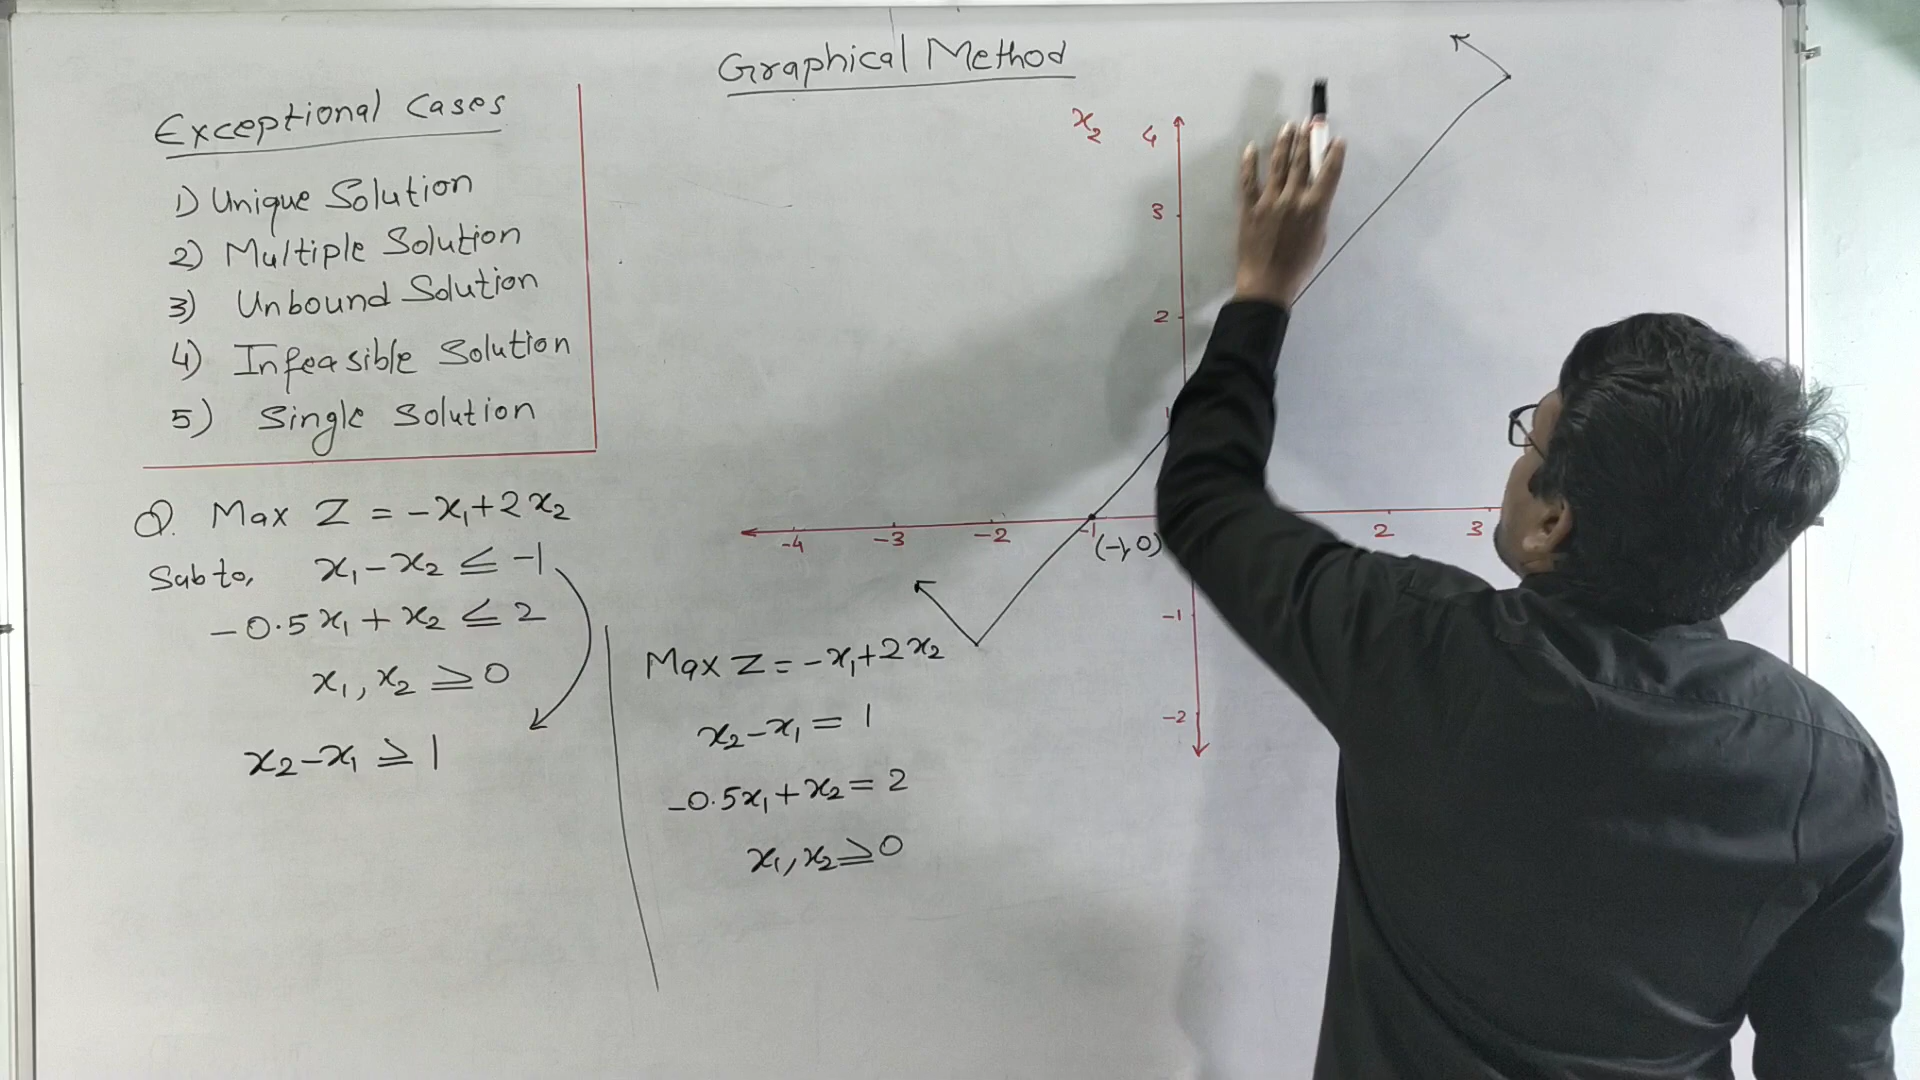 Graphical Method
Exceptional Cases
1) Unique Solution
2) Multiple Solution
3) Unbound Solution
4) Infeasible Solution
5) Single Solution
Q. Max Z = -x₁+2x₂
Sub to, x₁-x₂ ≤ -1
-0.5x₁+x₂ ≤ 2
x₁, x₂ ≥ 0
x₂-x₁ ≥ 1
Max Z = -x₁+2x₂
x₂-x₁ = 1
-0.5x₁+x₂ = 2
x₁, x₂ ≥ 0
x₂ 4
3
2
1
-4 -3 -2 -1 2 3
(-1, 0)
-1
-2